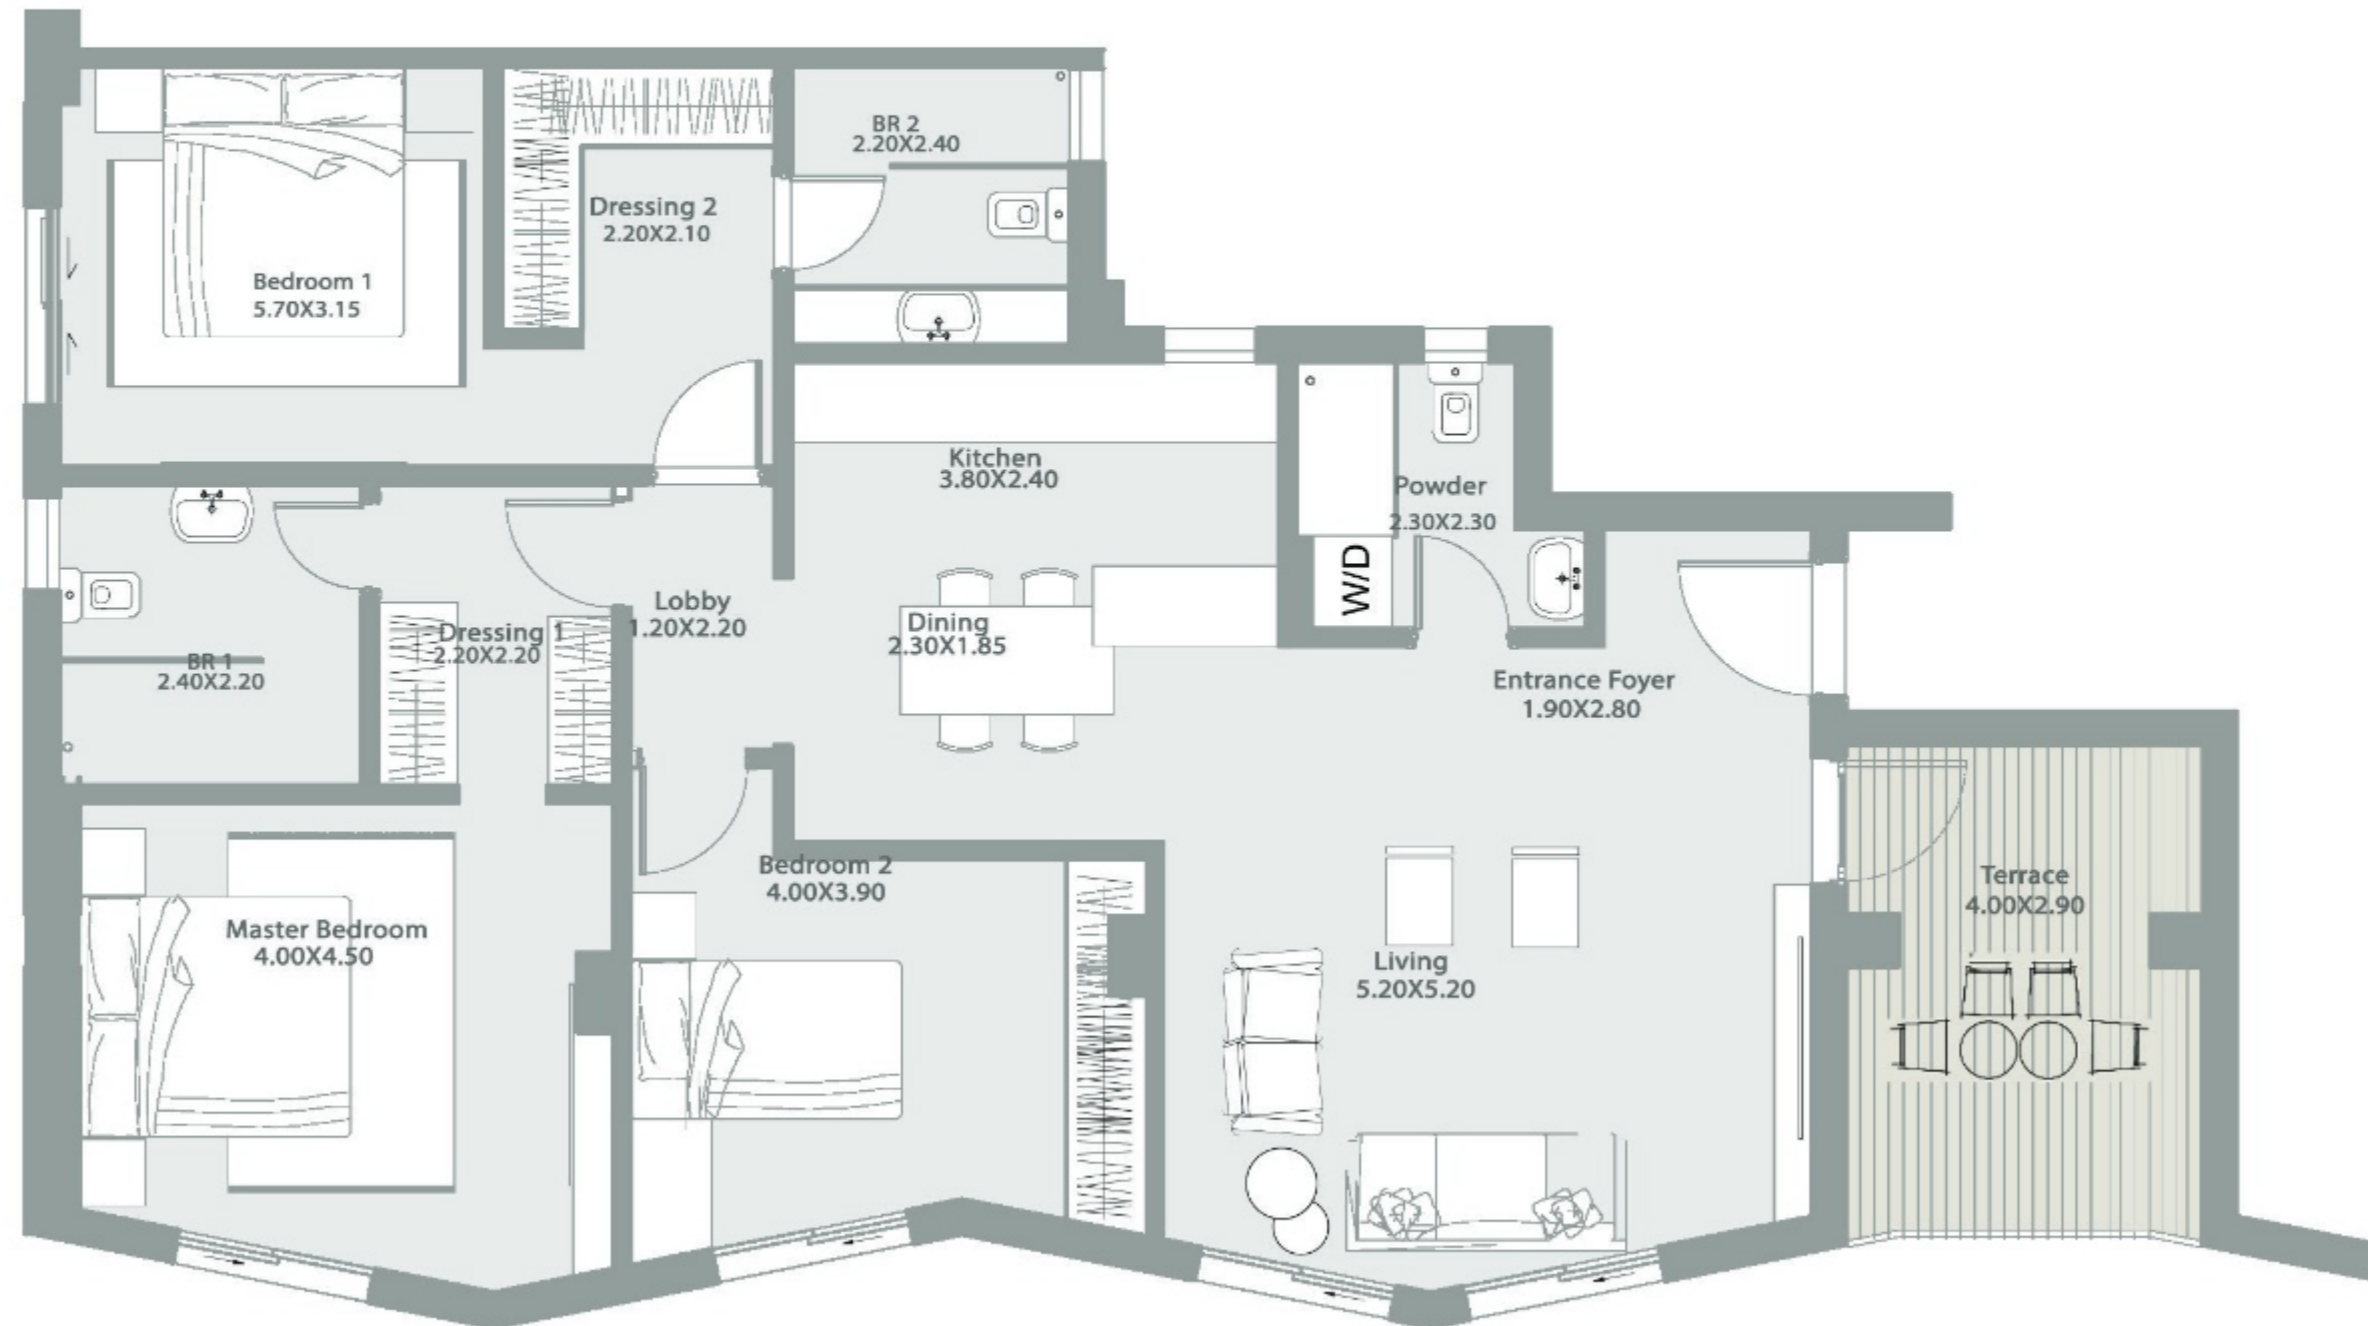 BR 2
2.20X2.40
Dressing 2
2.20X2.10
Bedroom 1
5.70X3.15
Kitchen
3.80X2.40
Powder
2.30X2.30
W/D
Lobby
1.20X2.20
Dining
2.30X1.85
Dressing 1
2.20X2.20
BR 1
2.40X2.20
Entrance Foyer
1.90X2.80
Bedroom 2
4.00X3.90
Terrace
4.00X2.90
Master Bedroom
4.00X4.50
Living
5.20X5.20